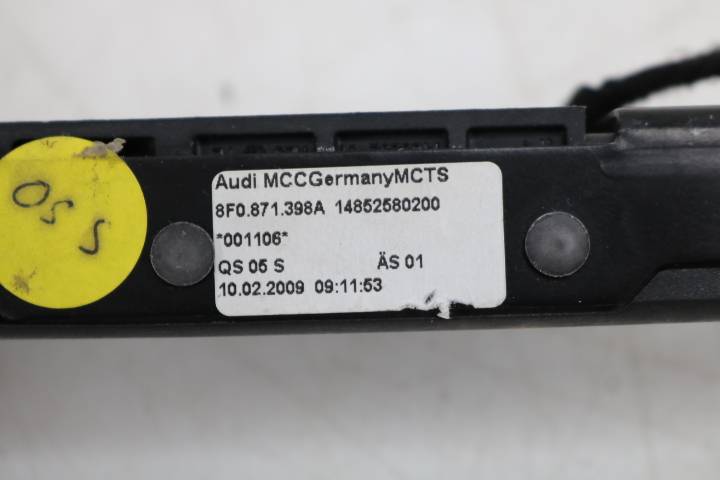 Audi MCCGermanyMCTS
8F0.871.398A 14852580200
*001106*
QS 05 S ÄS 01
10.02.2009 09:11:53
05 S